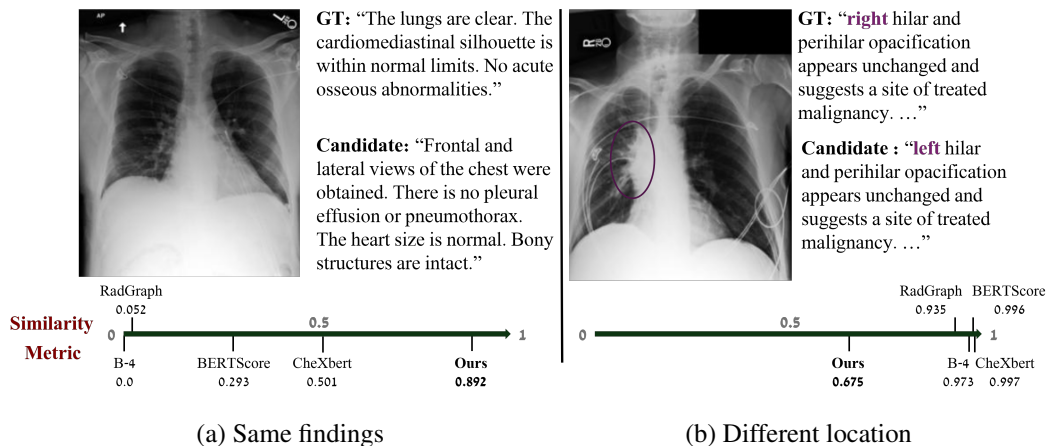 AP
GT: “The lungs are clear. The
cardiomediastinal silhouette is
within normal limits. No acute
osseous abnormalities.”
Candidate: “Frontal and
lateral views of the chest were
obtained. There is no pleural
effusion or pneumothorax.
The heart size is normal. Bony
structures are intact.”
GT: “right hilar and
perihilar opacification
appears unchanged and
suggests a site of treated
malignancy. …”
Candidate : “left hilar
and perihilar opacification
appears unchanged and
suggests a site of treated
malignancy. …”
Similarity
Metric
RadGraph
0.052
0
0.5
1
B-4
0.0
BERTScore
0.293
CheXbert
0.501
Ours
0.892
RadGraph
0.935
BERTScore
0.996
0
0.5
1
Ours
0.675
B-4
0.973
CheXbert
0.997
(a) Same findings
(b) Different location